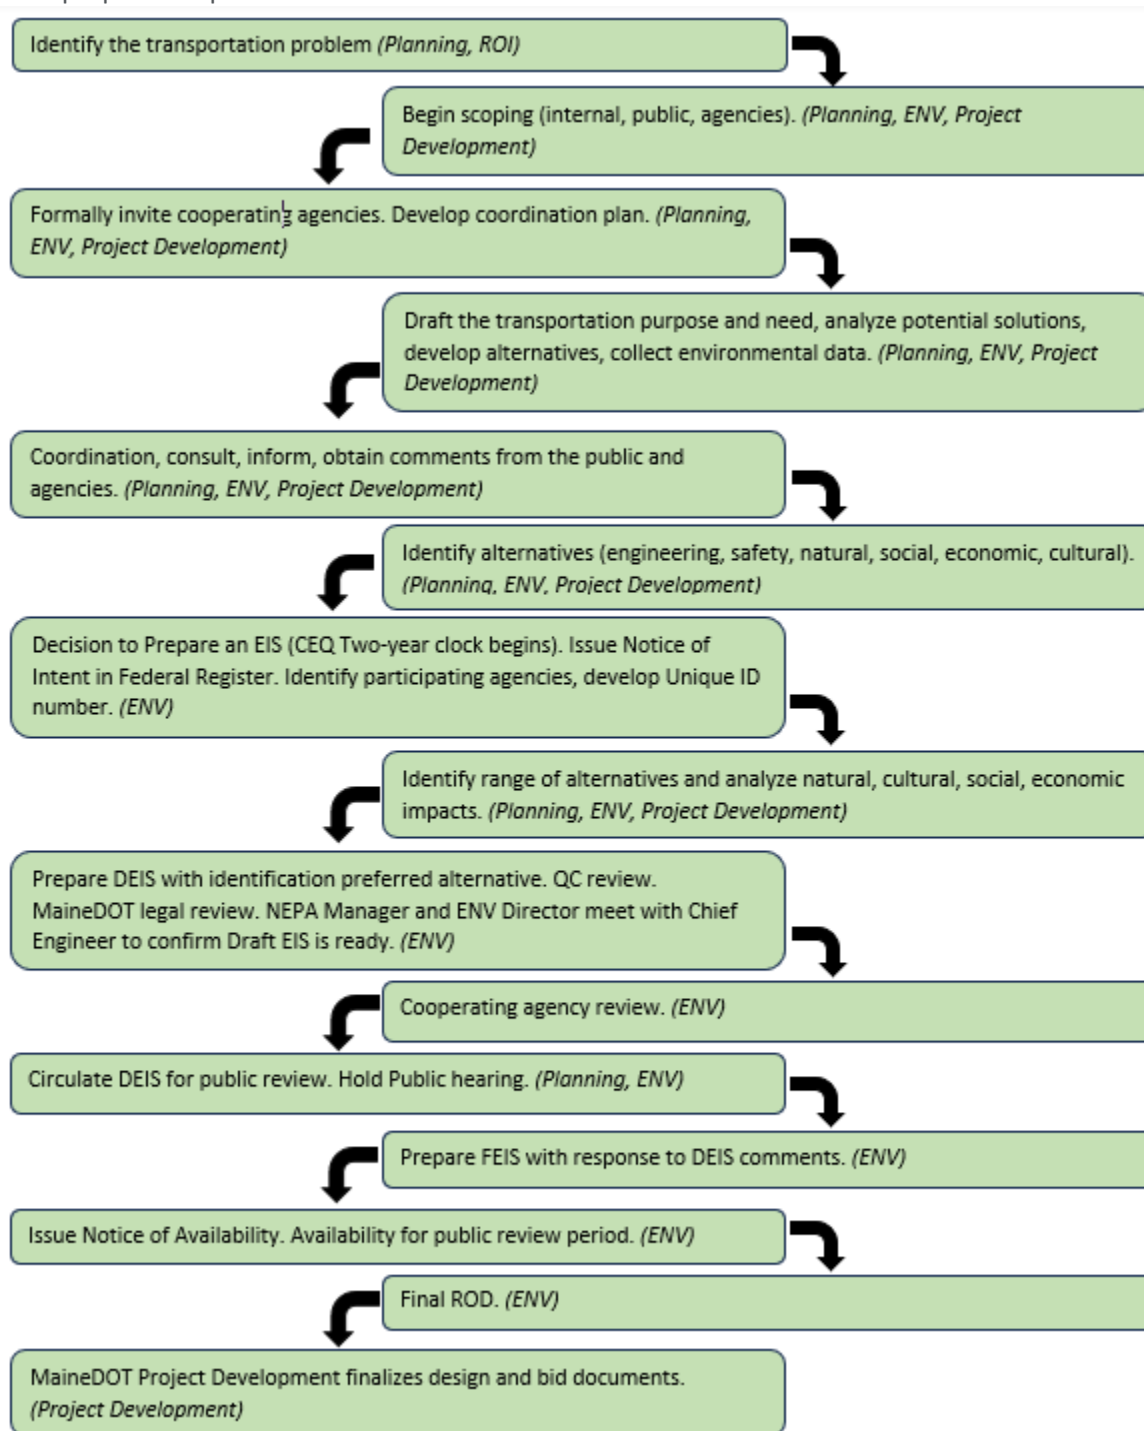 Identify the transportation problem (Planning, ROI)
Begin scoping (internal, public, agencies). (Planning, ENV, Project
Development)
Formally invite cooperating agencies. Develop coordination plan. (Planning,
ENV, Project Development)
Draft the transportation purpose and need, analyze potential solutions,
develop alternatives, collect environmental data. (Planning, ENV, Project
Development)
Coordination, consult, inform, obtain comments from the public and
agencies. (Planning, ENV, Project Development)
Identify alternatives (engineering, safety, natural, social, economic, cultural).
(Planning, ENV, Project Development)
Decision to Prepare an EIS (CEQ Two-year clock begins). Issue Notice of
Intent in Federal Register. Identify participating agencies, develop Unique ID
number. (ENV)
Identify range of alternatives and analyze natural, cultural, social, economic
impacts. (Planning, ENV, Project Development)
Prepare DEIS with identification preferred alternative. QC review.
MaineDOT legal review. NEPA Manager and ENV Director meet with Chief
Engineer to confirm Draft EIS is ready. (ENV)
Cooperating agency review. (ENV)
Circulate DEIS for public review. Hold Public hearing. (Planning, ENV)
Prepare FEIS with response to DEIS comments. (ENV)
Issue Notice of Availability. Availability for public review period. (ENV)
Final ROD. (ENV)
MaineDOT Project Development finalizes design and bid documents.
(Project Development)